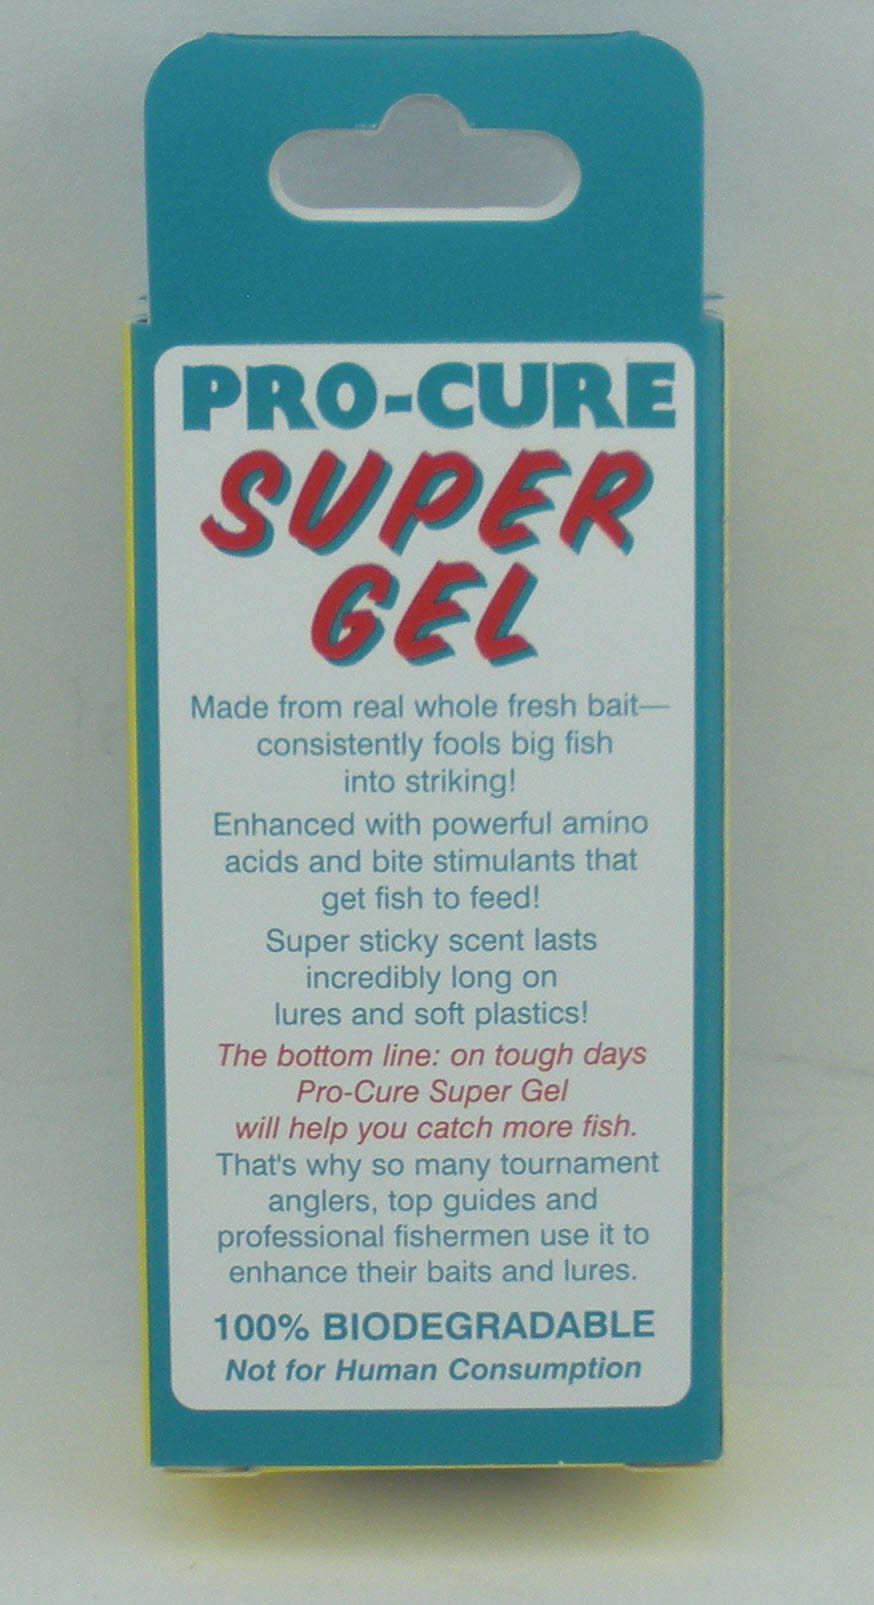 PRO-CURE
SUPER
GEL
Made from real whole fresh bait—
consistently fools big fish
into striking!
Enhanced with powerful amino
acids and bite stimulants that
get fish to feed!
Super sticky scent lasts
incredibly long on
lures and soft plastics!
The bottom line: on tough days
Pro-Cure Super Gel
will help you catch more fish.
That's why so many tournament
anglers, top guides and
professional fishermen use it to
enhance their baits and lures.
100% BIODEGRADABLE
Not for Human Consumption